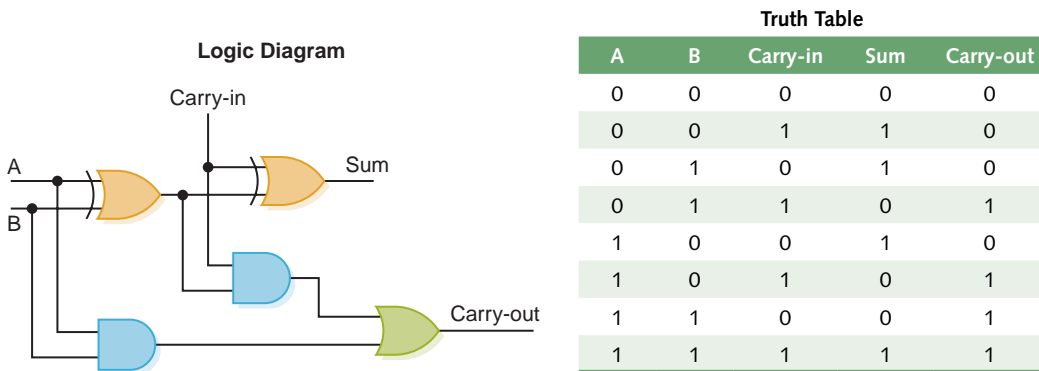 Logic Diagram
Carry-in
A
B
Sum
Carry-out
Truth Table
A B Carry-in Sum Carry-out
0 0 0 0 0
0 0 1 1 0
0 1 0 1 0
0 1 1 0 1
1 0 0 1 0
1 0 1 0 1
1 1 0 0 1
1 1 1 1 1